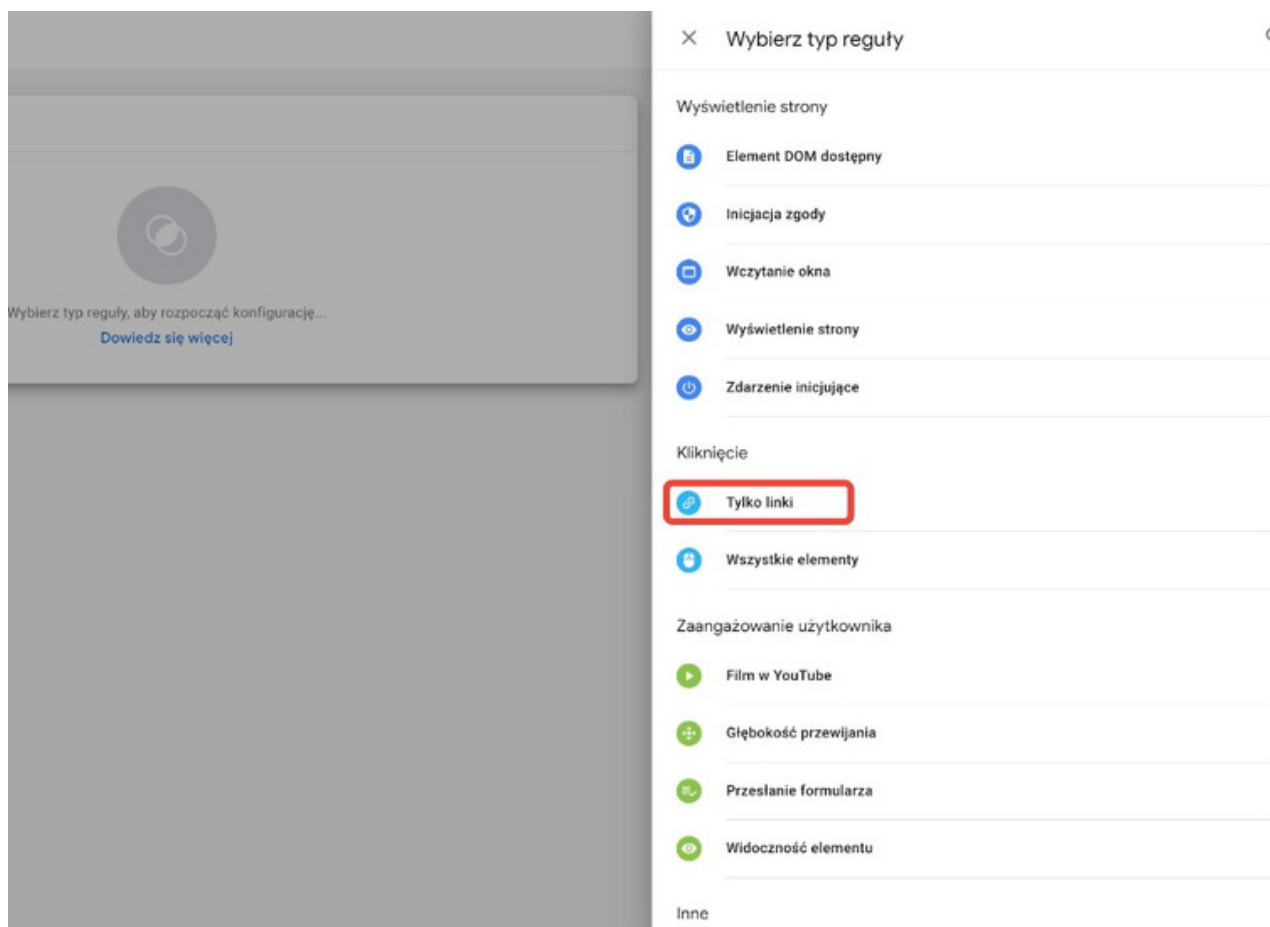 Wybierz typ reguły
Wyświetlenie strony
Element DOM dostępny
Inicjacja zgody
Wczytanie okna
Wybierz typ reguły, aby rozpocząć konfigurację...
Dowiedz się więcej
Wyświetlenie strony
Zdarzenie inicjujące
Kliknięcie
Tylko linki
Wszystkie elementy
Zaangażowanie użytkownika
Film w YouTube
Głębokość przewijania
Przesłanie formularza
Widoczność elementu
Inne